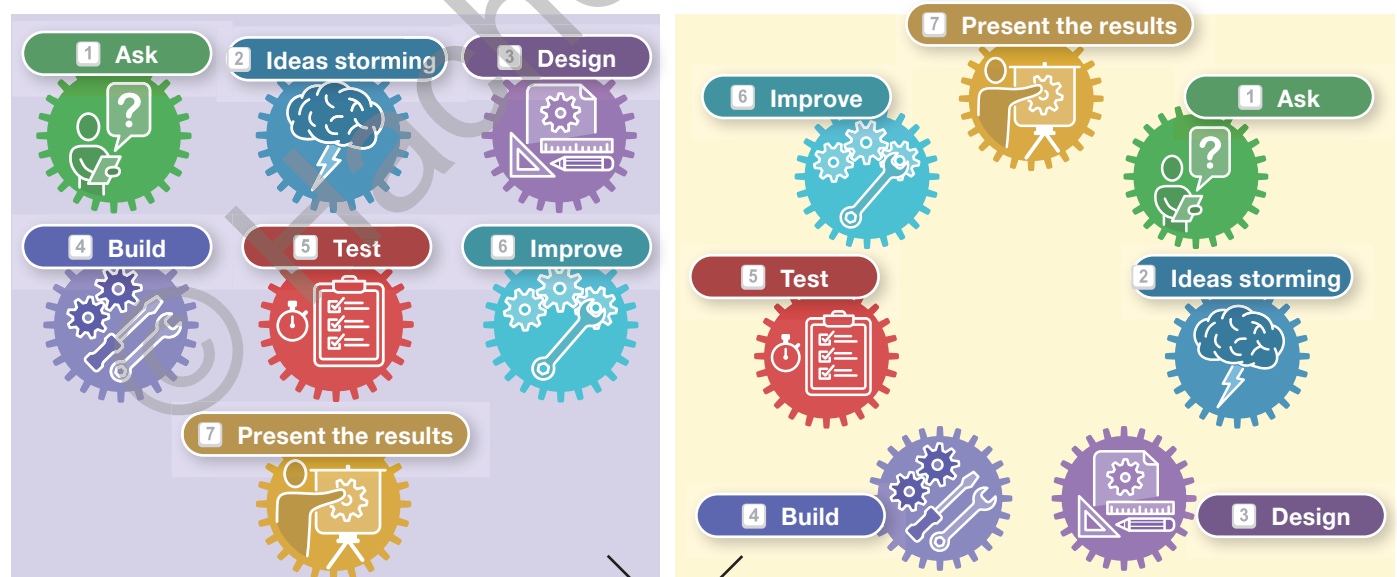 1 Ask
2 Ideas storming
3 Design
4 Build
5 Test
6 Improve
7 Present the results
7 Present the results
6 Improve
1 Ask
5 Test
2 Ideas storming
4 Build
3 Design
?
?